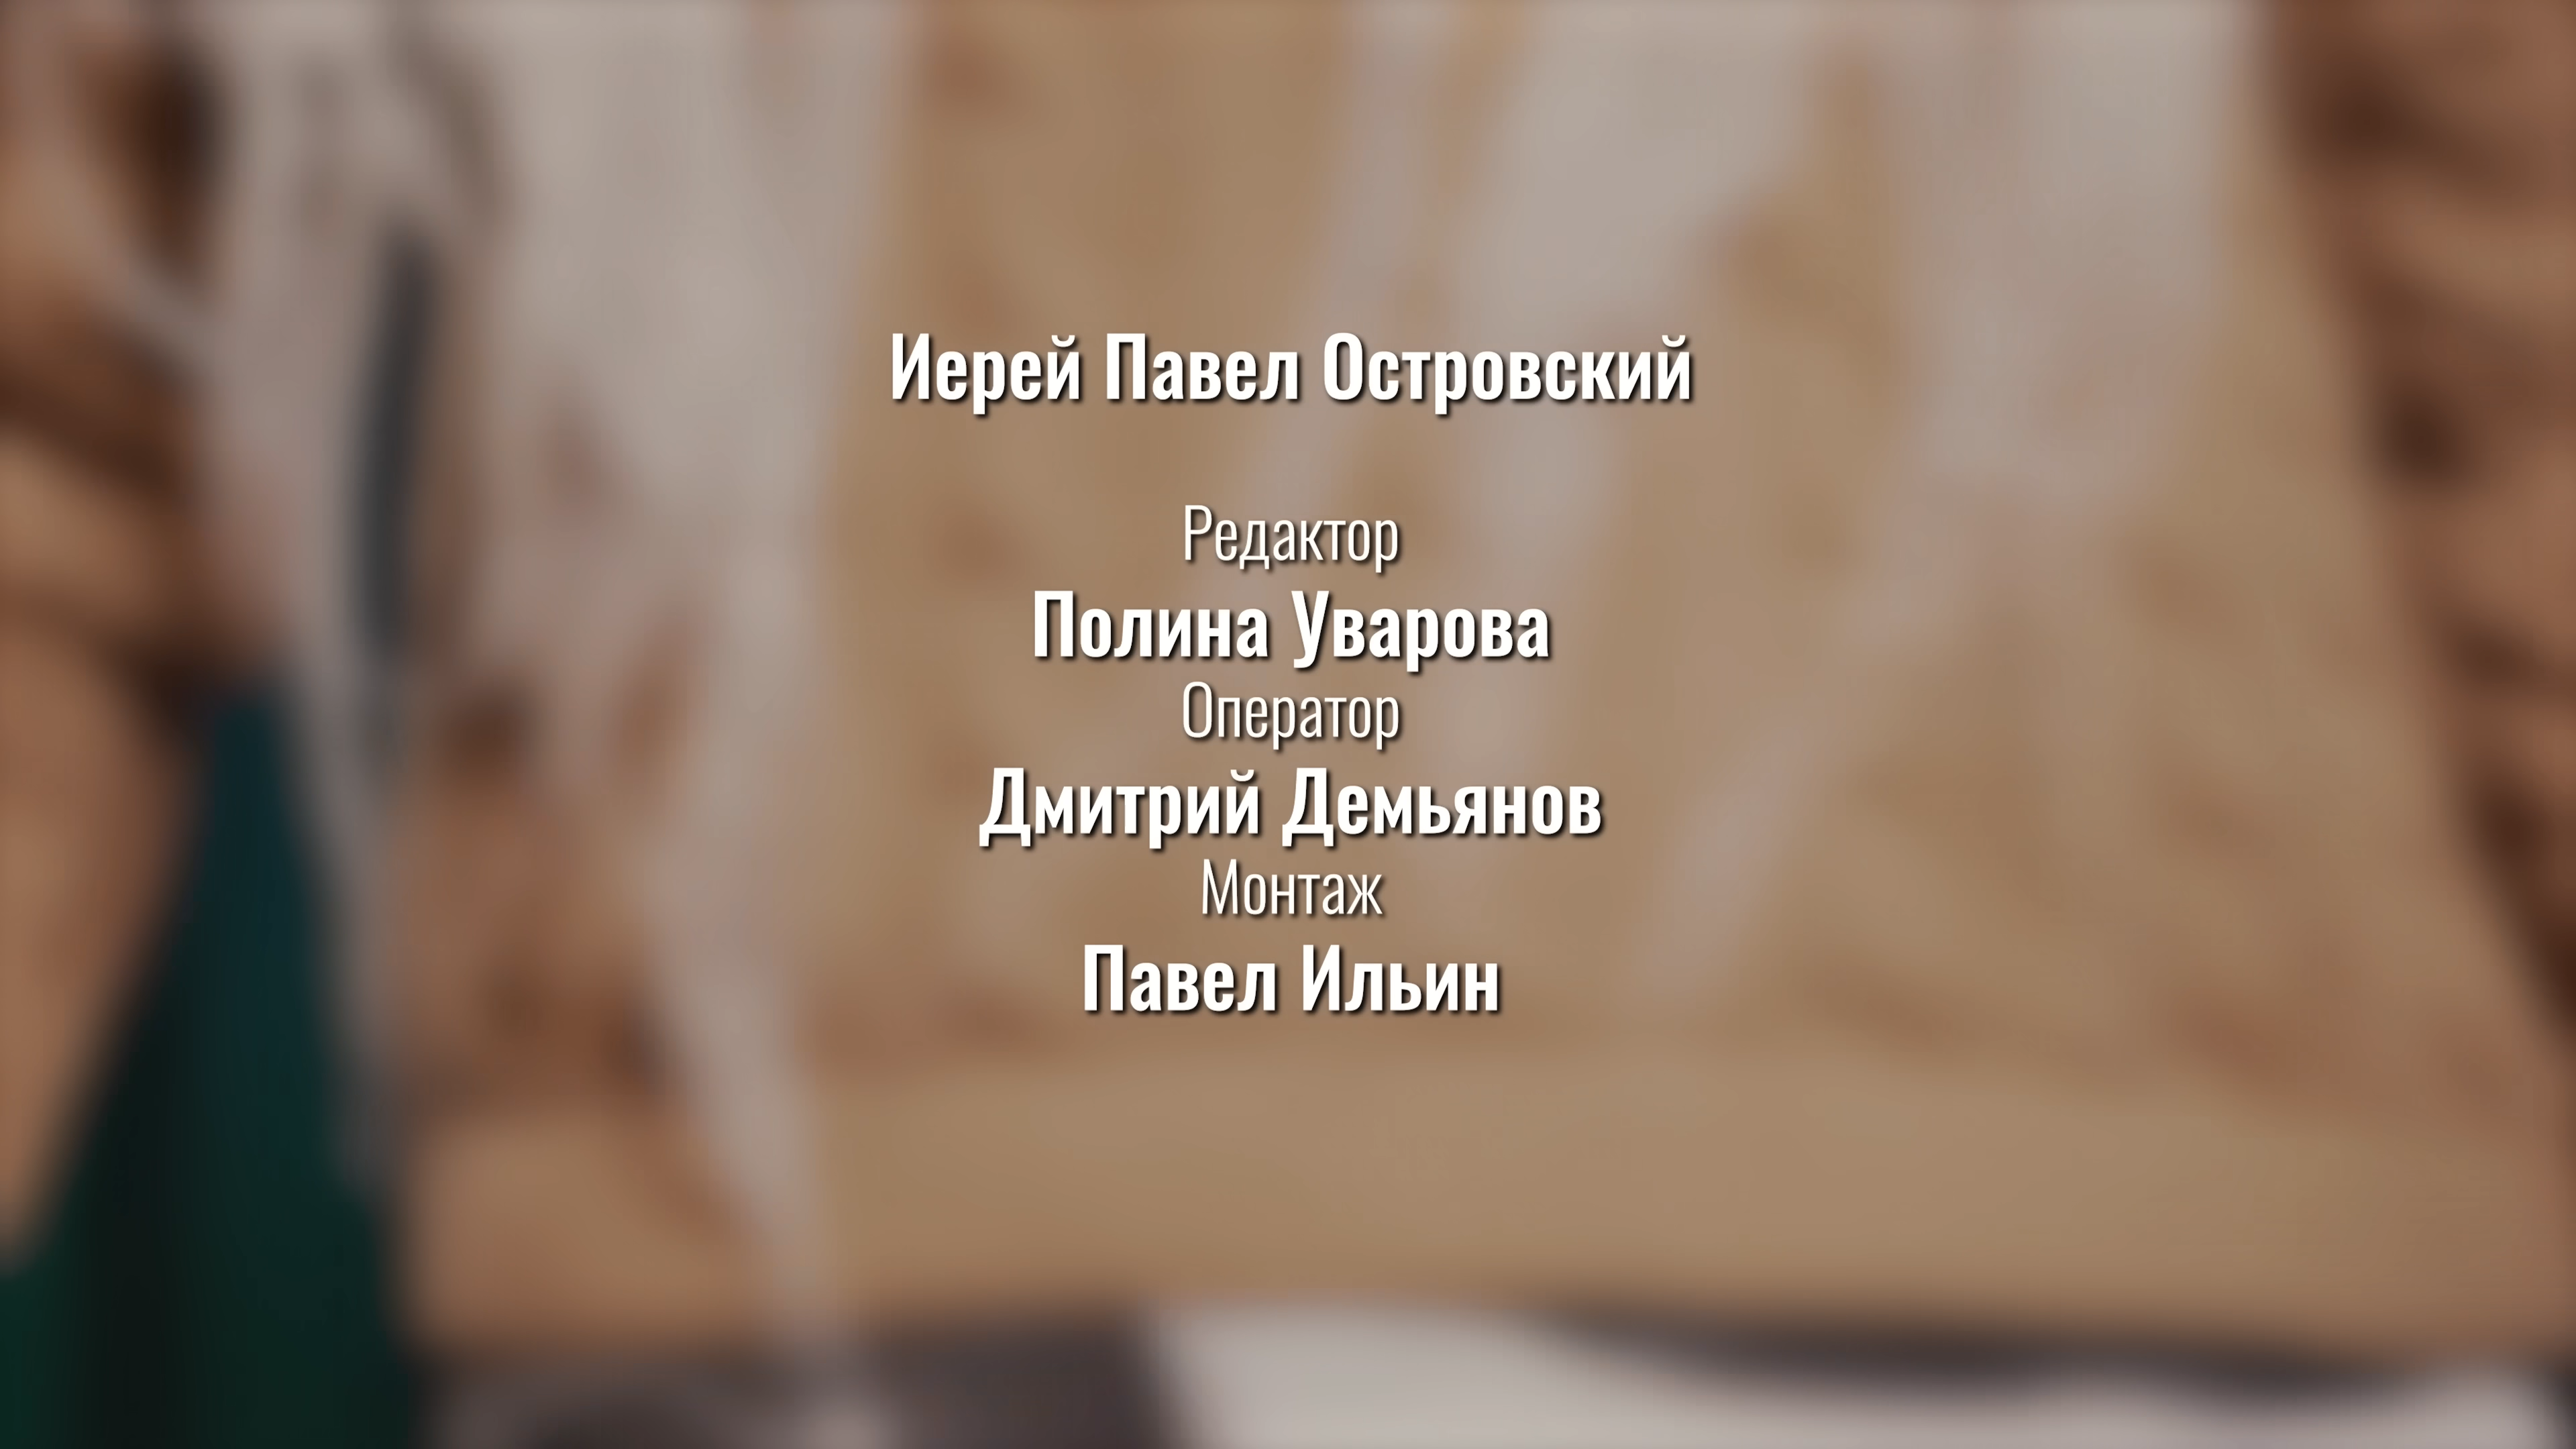 Иерей Павел Островский
Редактор
Полина Уварова
Оператор
Дмитрий Демьянов
Монтаж
Павел Ильин